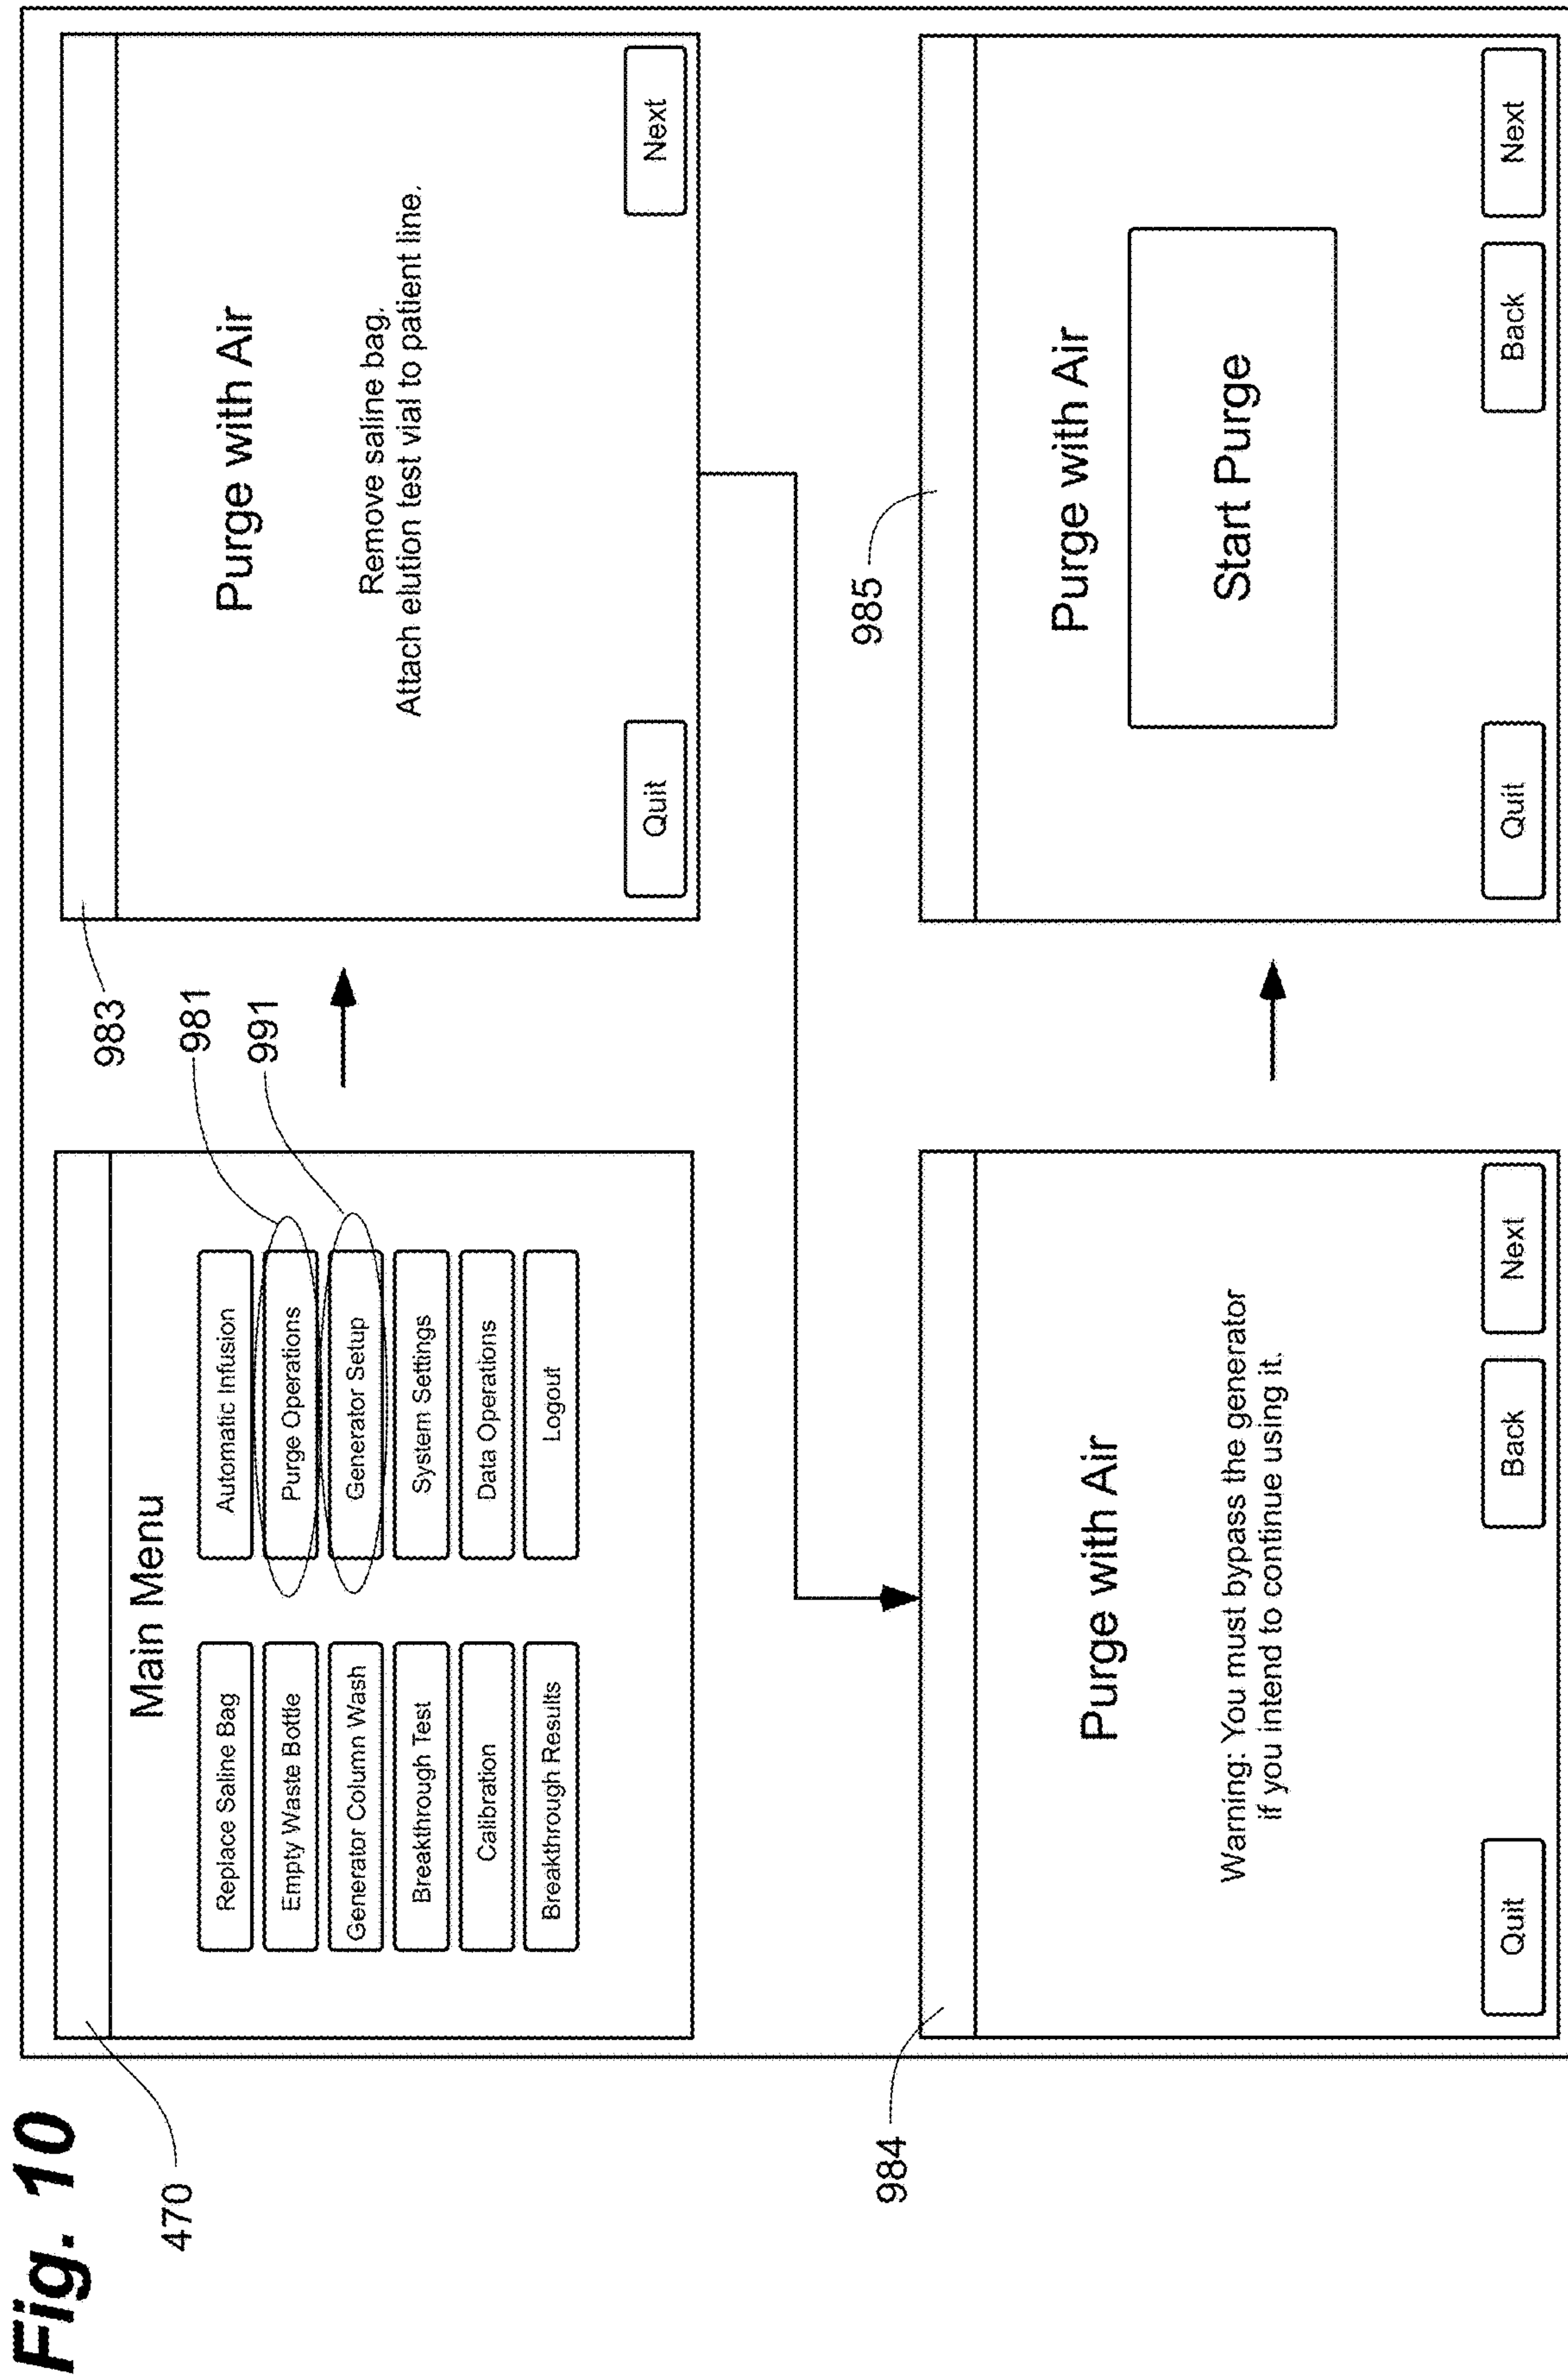 Fig. 10
470
Main Menu
Replace Saline Bag
Empty Waste Bottle
Generator Column Wash
Breakthrough Test
Calibration
Breakthrough Results
Automatic Infusion
Purge Operations
Generator Setup
System Settings
Data Operations
Logout
981
991
983
Purge with Air
Remove saline bag.
Attach elution test vial to patient line.
Quit
Next
984
Purge with Air
Warning: You must bypass the generator
if you intend to continue using it.
Quit
Back
Next
985
Purge with Air
Start Purge
Quit
Back
Next